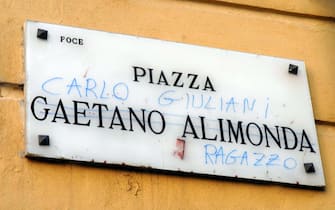 FOCE
PIAZZA
CARLO GIULIANI
GAETANO ALIMONDA
RAGAZZO